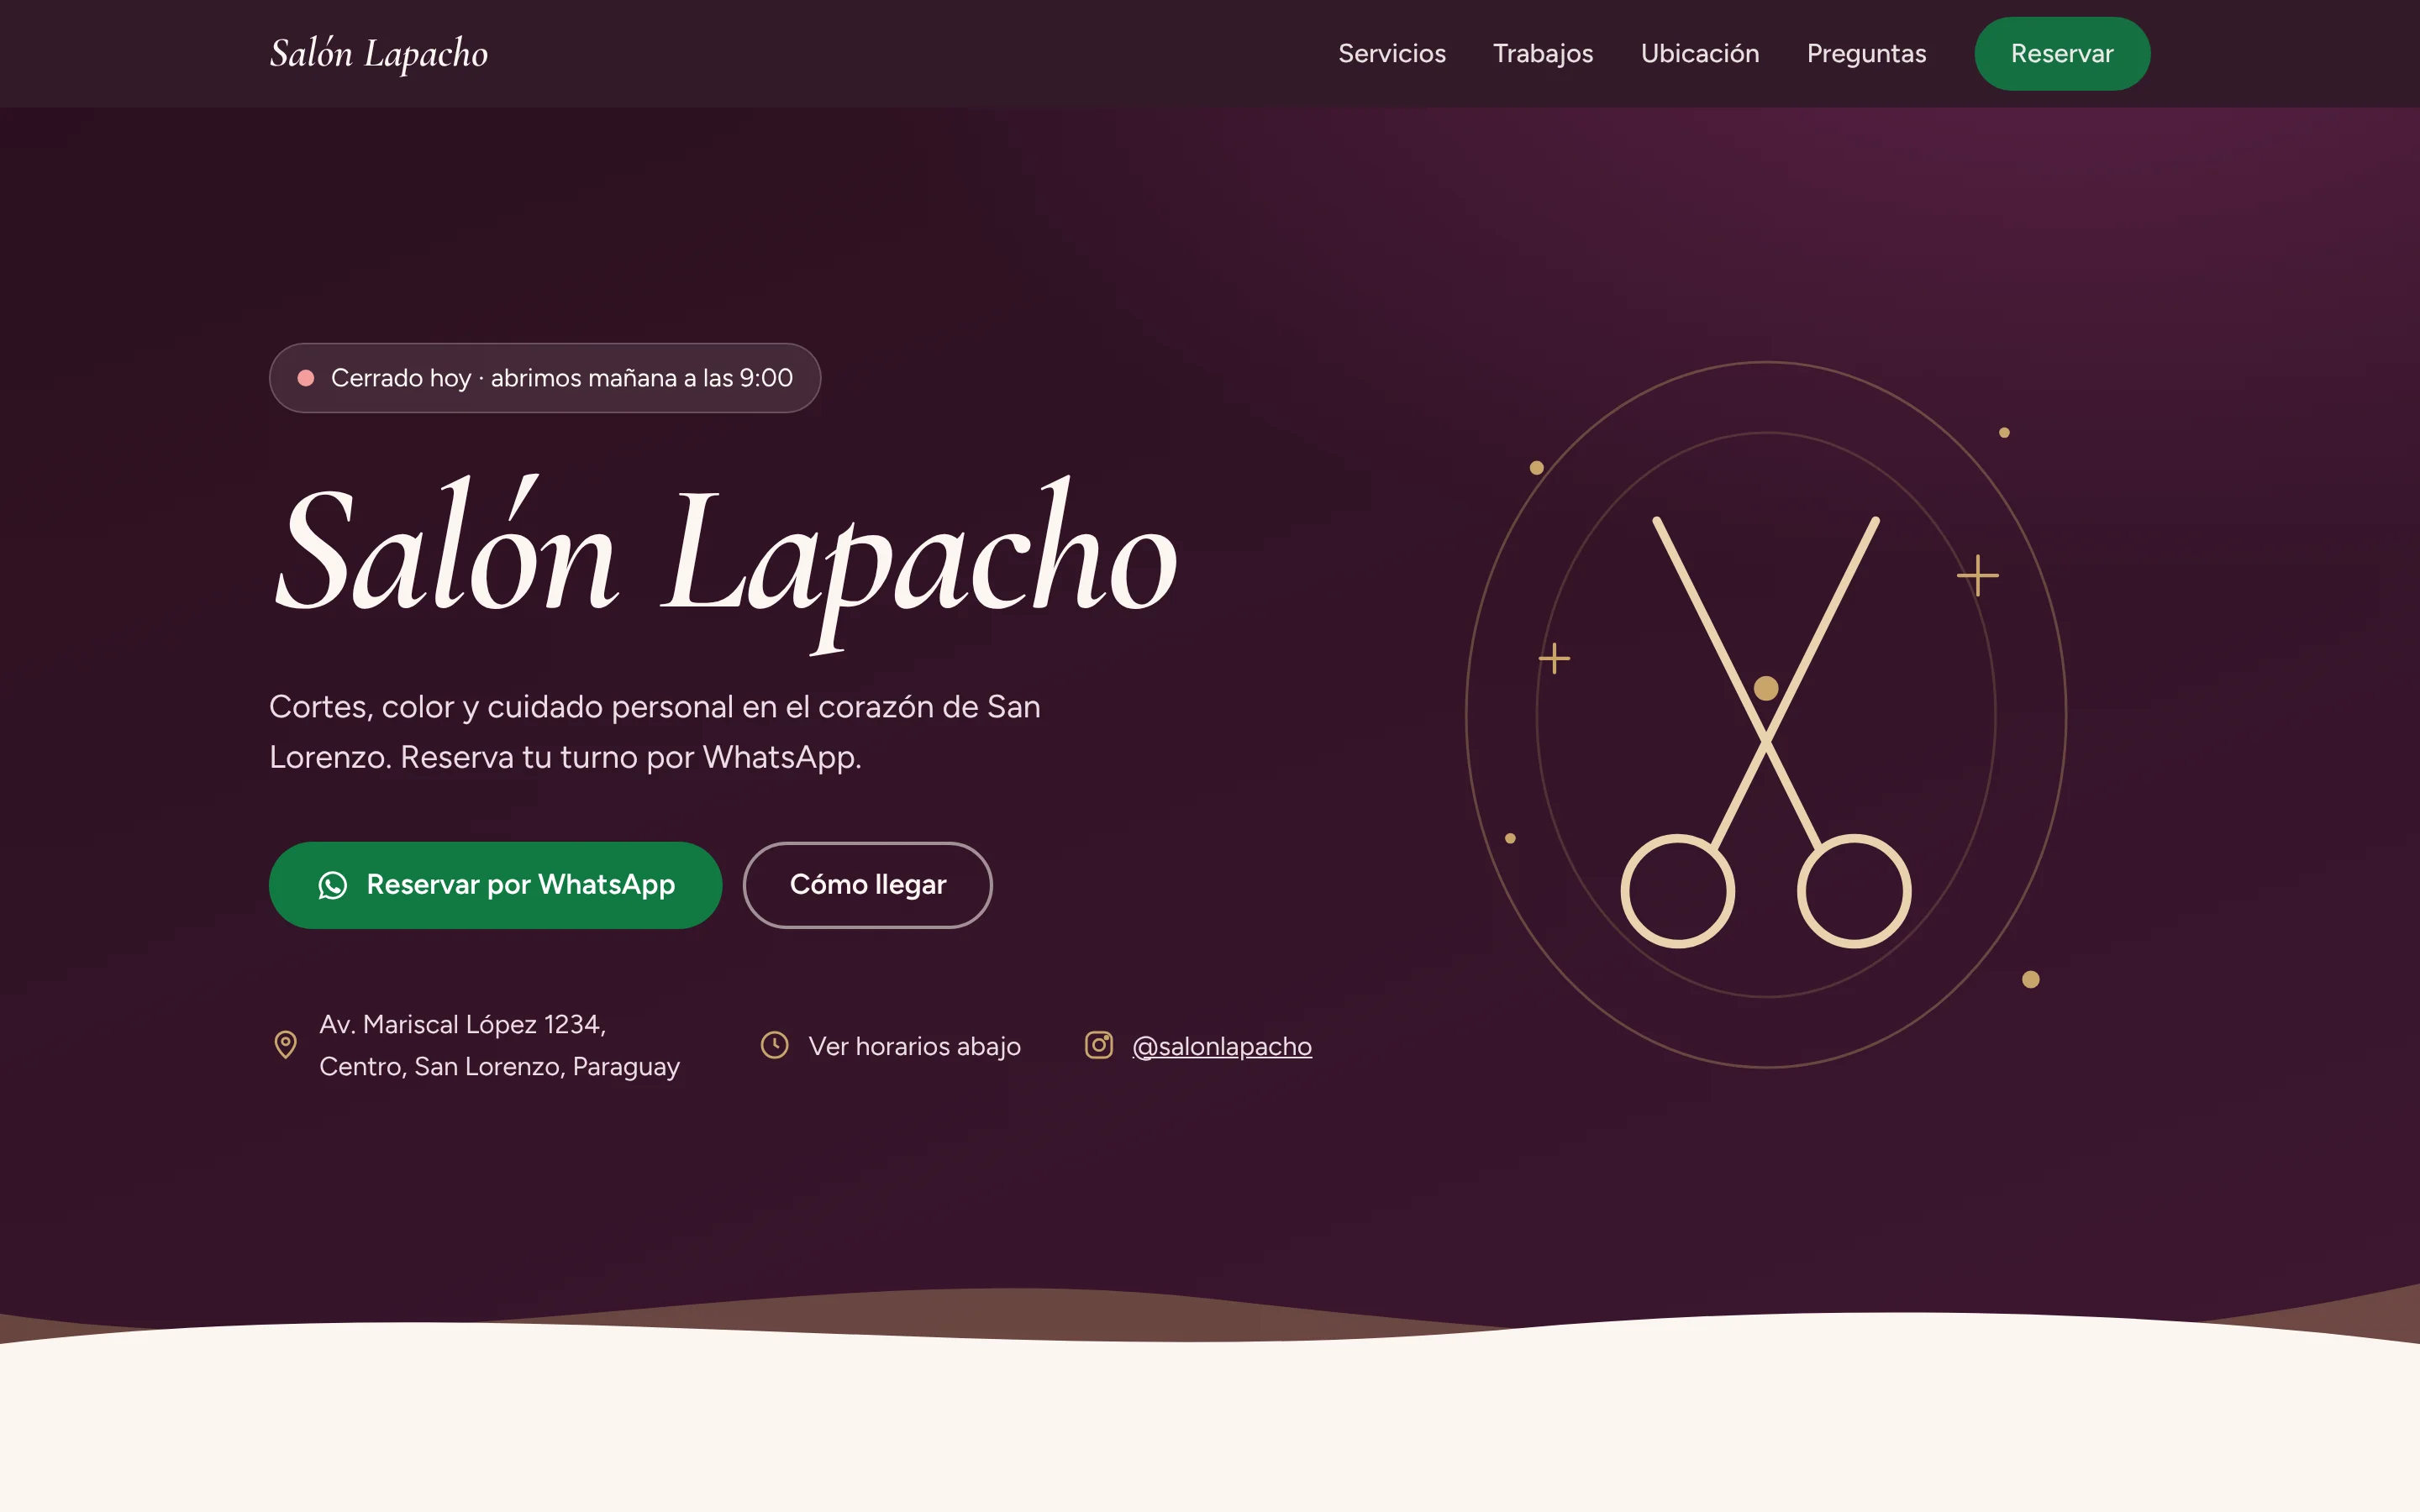 Salón Lapacho
Servicios
Trabajos
Ubicación
Preguntas
Reservar
Cerrado hoy · abrimos mañana a las 9:00
Salón Lapacho
Cortes, color y cuidado personal en el corazón de San
Lorenzo. Reserva tu turno por WhatsApp.
Reservar por WhatsApp
Cómo llegar
Av. Mariscal López 1234,
Centro, San Lorenzo, Paraguay
Ver horarios abajo
@salonlapacho